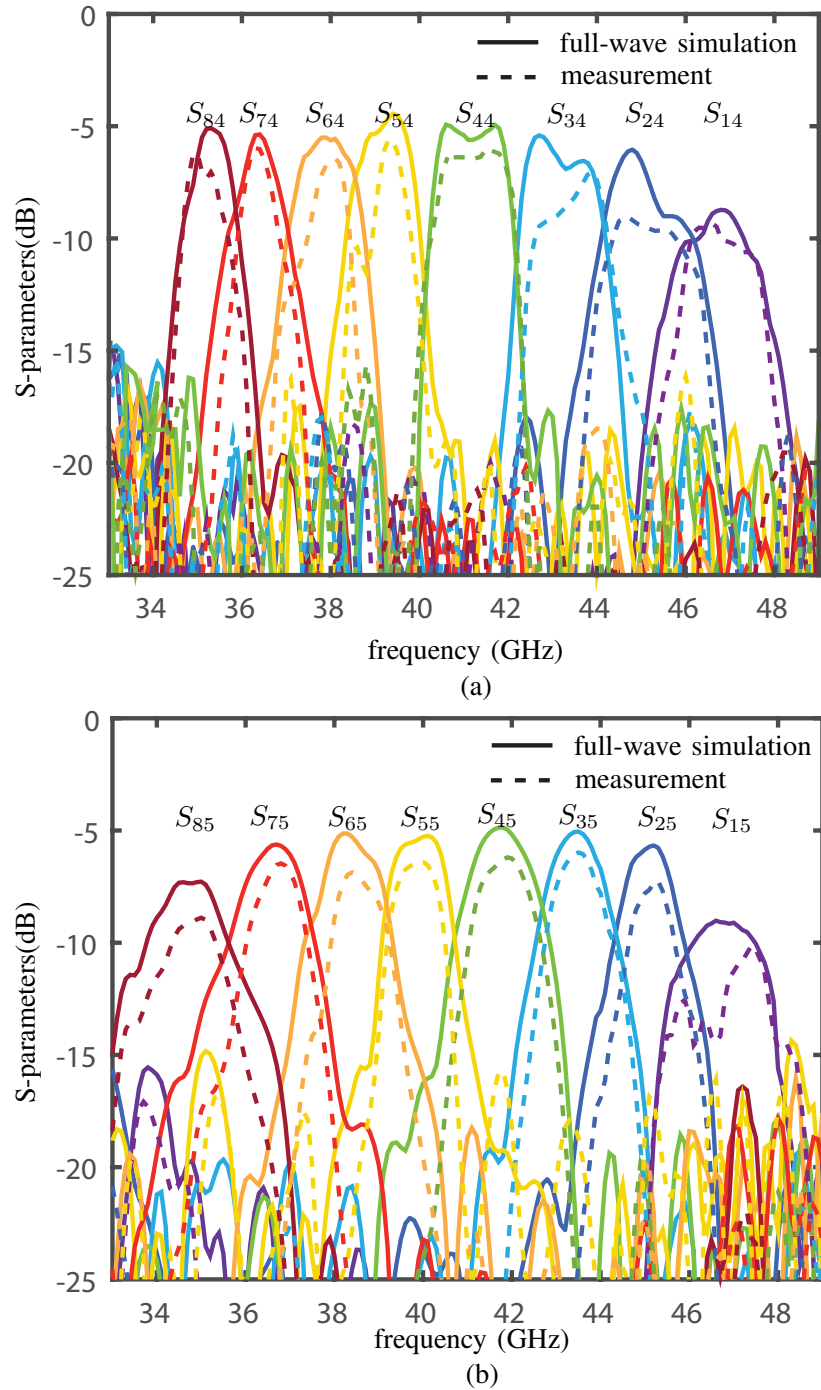 0
full-wave simulation
measurement
S84 S74 S64 S54 S44 S34 S24 S14
-5
-10
S-parameters(dB)
-15
-20
-25
34 36 38 40 42 44 46 48
frequency (GHz)
(a)
0
full-wave simulation
measurement
S85 S75 S65 S55 S45 S35 S25 S15
-5
-10
S-parameters(dB)
-15
-20
-25
34 36 38 40 42 44 46 48
frequency (GHz)
(b)